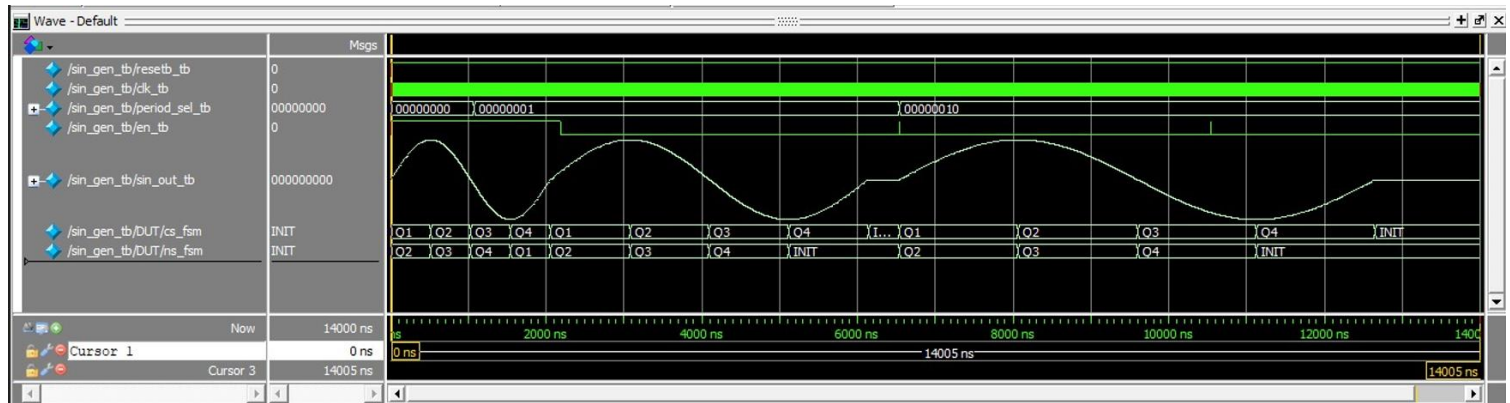 Wave - Default
Msgs
/sin_gen_tb/resetb_tb 0
/sin_gen_tb/clk_tb 0
/sin_gen_tb/period_sel_tb 00000000 00000000 00000001 00000010
/sin_gen_tb/en_tb 0
/sin_gen_tb/sin_out_tb 000000000
/sin_gen_tb/DUT/cs_fsm INIT Q1 Q2 Q3 Q4 Q1 Q2 Q3 Q4 I... Q1 Q2 Q3 Q4 INIT
/sin_gen_tb/DUT/ns_fsm INIT Q2 Q3 Q4 Q1 Q2 Q3 Q4 INIT Q2 Q3 Q4 INIT
Now 14000 ns ns 2000 ns 4000 ns 6000 ns 8000 ns 10000 ns 12000 ns 1400
Cursor 1 0 ns 0 ns 14005 ns
Cursor 3 14005 ns 14005 ns